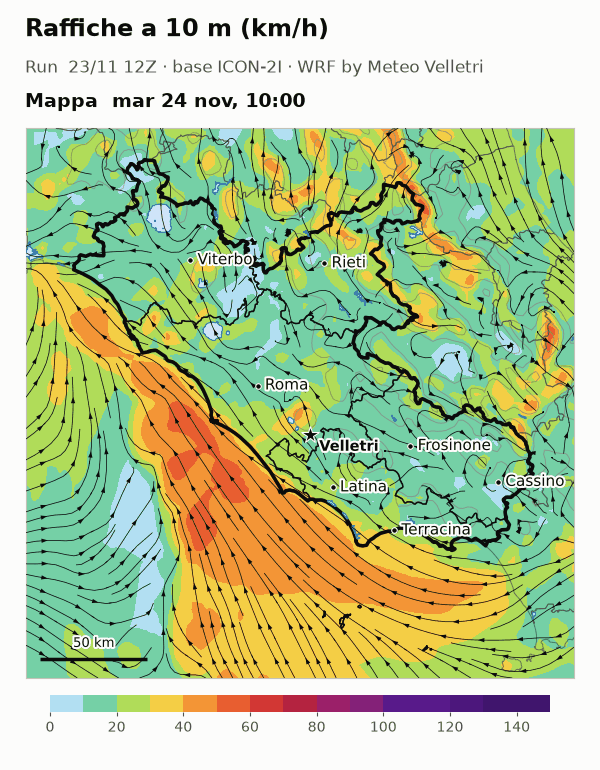 Raffiche a 10 m (km/h)
Run  23/11 12Z · base ICON-2I · WRF by Meteo Velletri
Mappa  mar 24 nov, 10:00
Viterbo
Rieti
Roma
Velletri
Frosinone
Latina
Cassino
Terracina
50 km
0 20 40 60 80 100 120 140